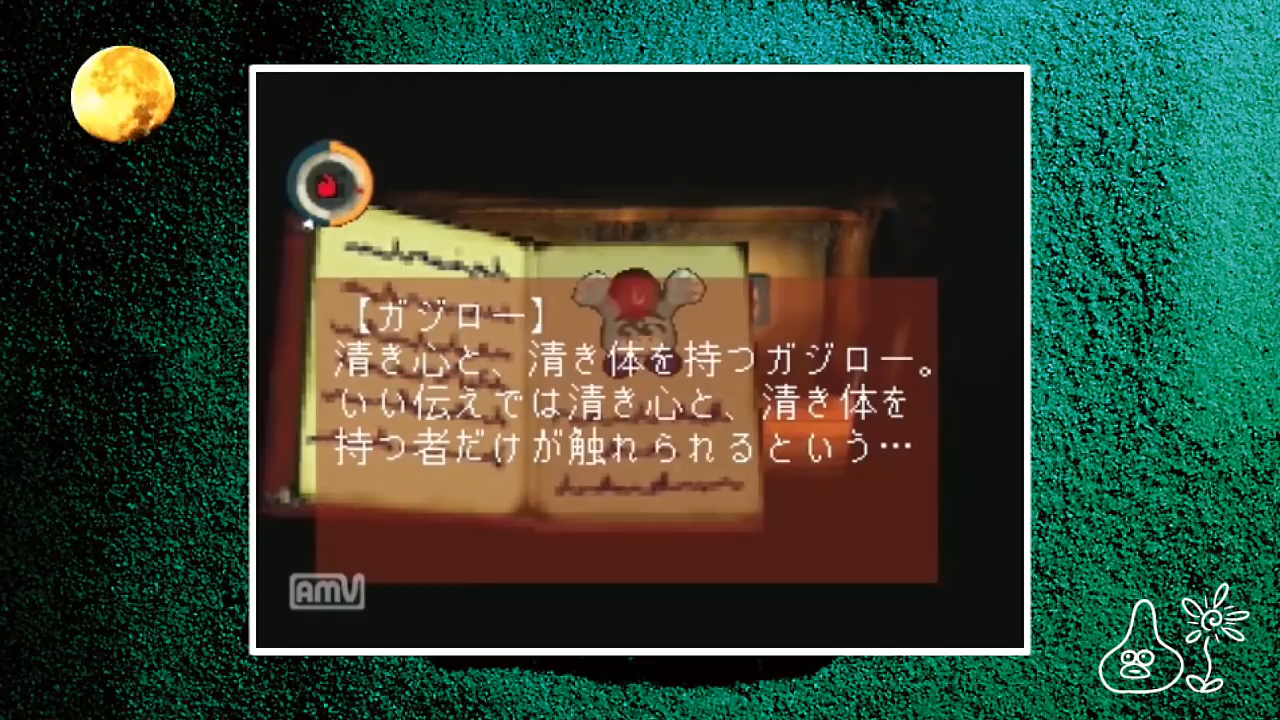 【ガジロー】
清き心と、清き体を持つガジロー。
いい伝えでは清き心と、清き体を
持つ者だけが触れられるという…
AMV